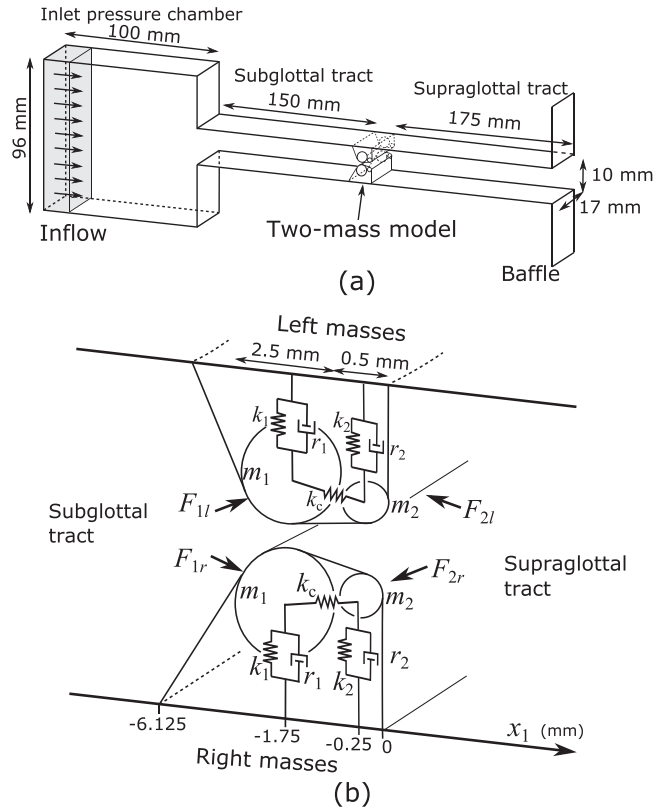 Inlet pressure chamber
100 mm
Subglottal tract
150 mm
Supraglottal tract
175 mm
96 mm
10 mm
17 mm
Inflow
Two-mass model
Baffle
(a)
Left masses
2.5 mm
0.5 mm
k1
r1
k2
r2
m1
kc
m2
F1l
F2l
Subglottal
tract
Supraglottal
tract
F1r
F2r
m1
kc
m2
k1
r1
k2
r2
-6.125
-1.75
-0.25
0
x1 (mm)
Right masses
(b)